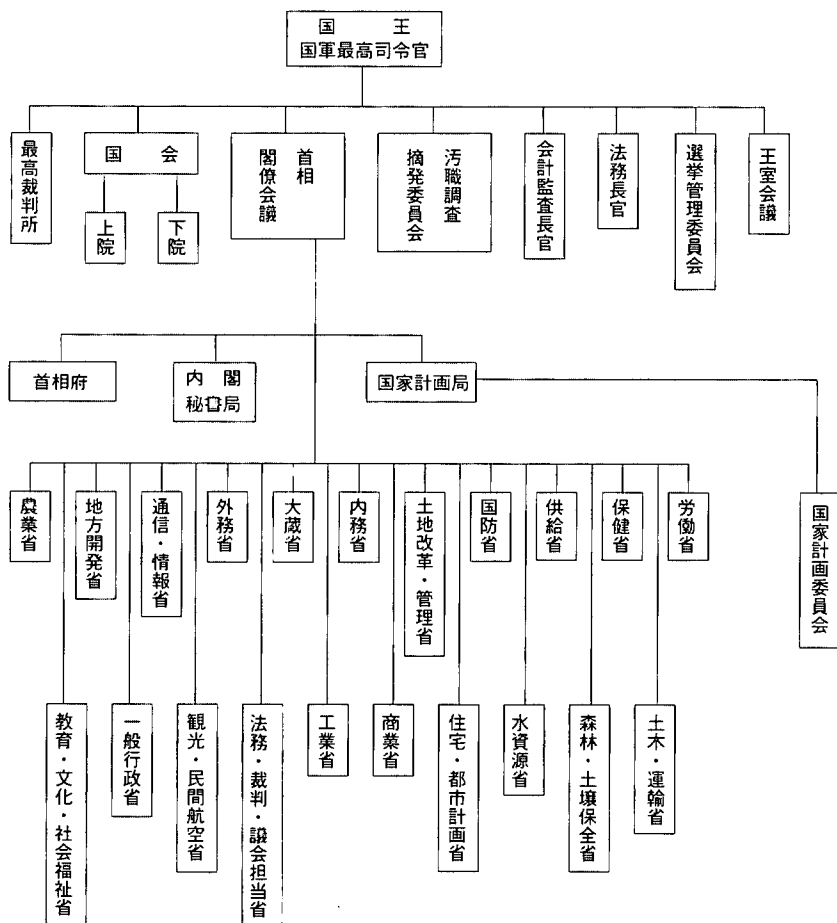 国　王
国軍最高司令官
最高裁判所
国　会
上院
下院
首相
閣僚会議
汚職調査
摘発委員会
会計監査長官
法務長官
選挙管理委員会
王室会議
首相府
内　閣
秘書局
国家計画局
農業省
地方開発省
通信・情報省
外務省
大蔵省
内務省
土地改革・管理省
国防省
供給省
保健省
労働省
国家計画委員会
教育・文化・社会福祉省
一般行政省
観光・民間航空省
法務・裁判・議会担当省
工業省
商業省
住宅・都市計画省
水資源省
森林・土壌保全省
土木・運輸省